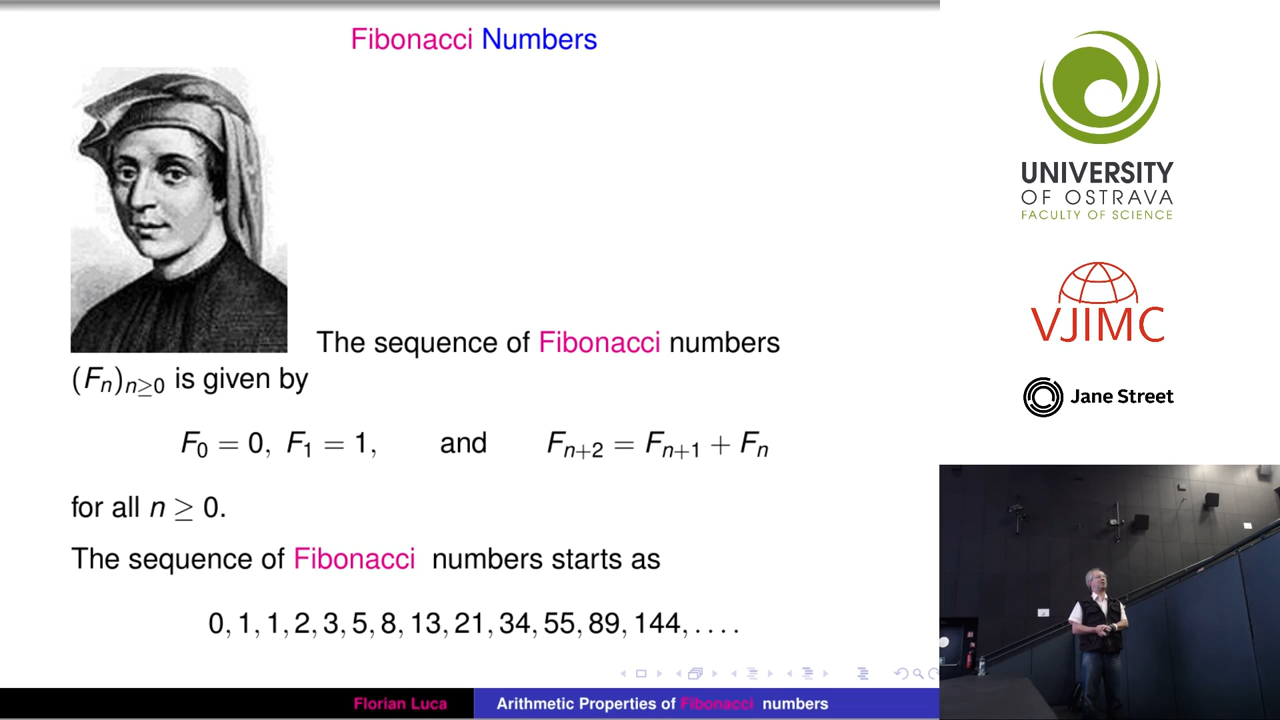 Fibonacci Numbers
The sequence of Fibonacci numbers
(Fₙ)ₙ≥₀ is given by
F₀ = 0, F₁ = 1, and Fₙ₊₂ = Fₙ₊₁ + Fₙ
for all n ≥ 0.
The sequence of Fibonacci numbers starts as
0, 1, 1, 2, 3, 5, 8, 13, 21, 34, 55, 89, 144, . . . .
Florian Luca
Arithmetic Properties of Fibonacci numbers
UNIVERSITY
OF OSTRAVA
FACULTY OF SCIENCE
VJIMC
Jane Street